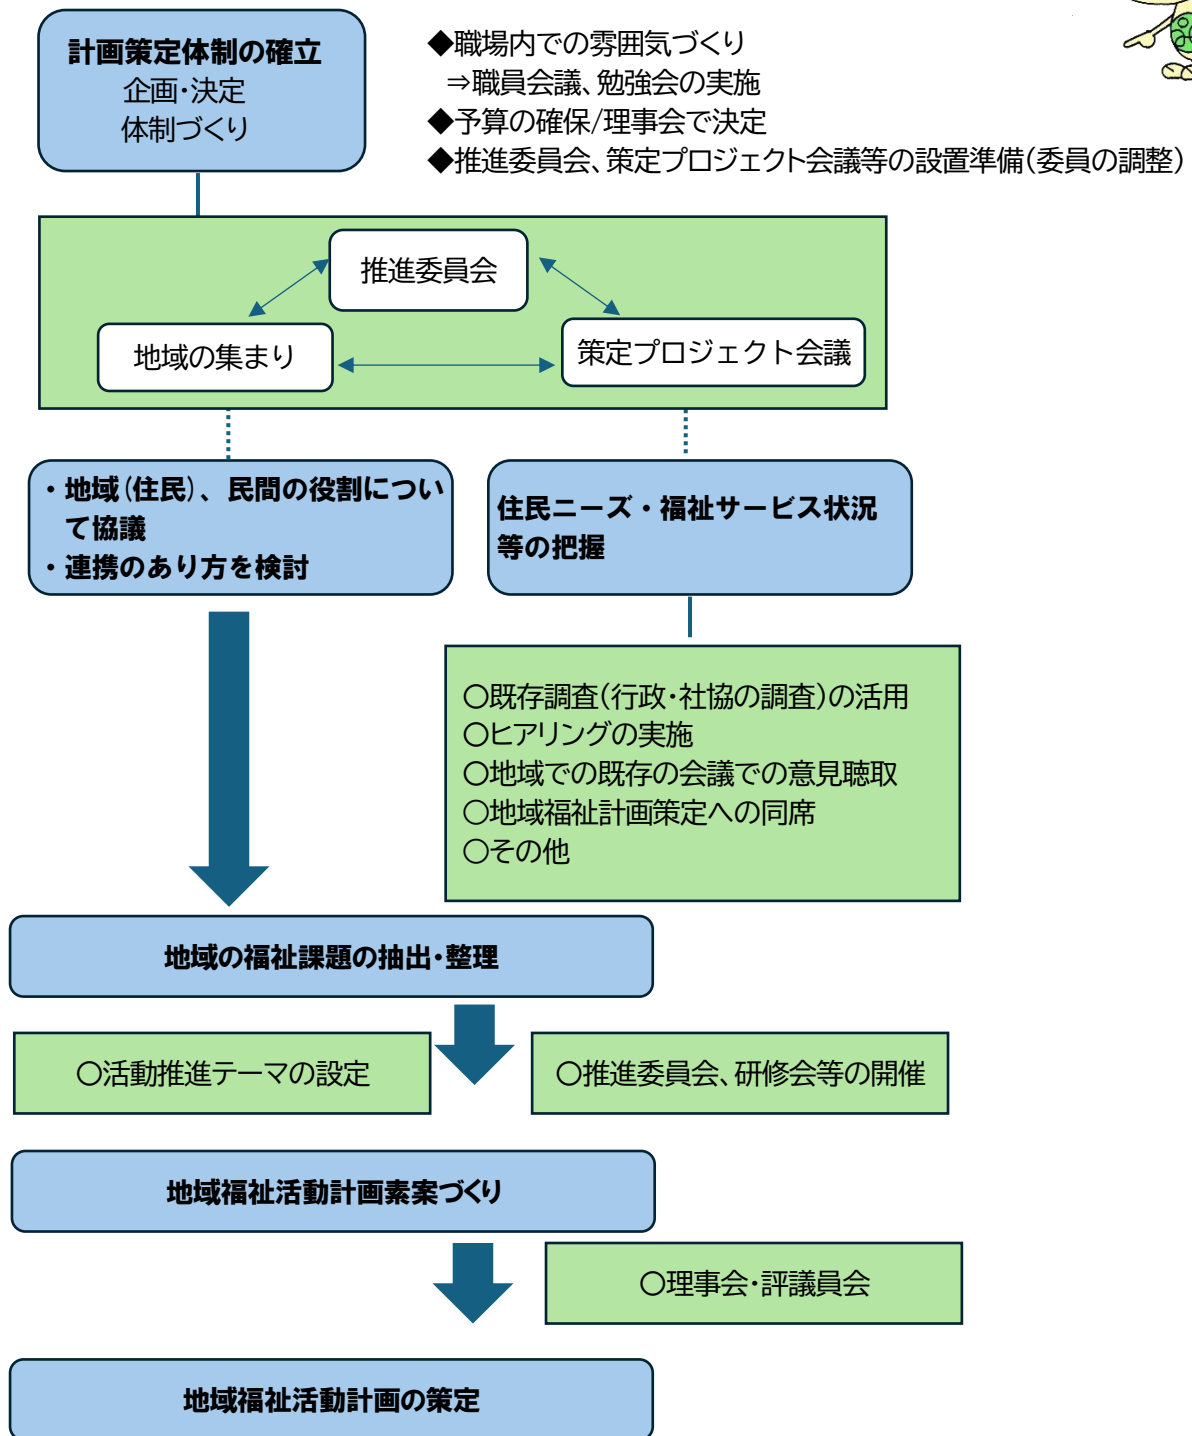 計画策定体制の確立
企画・決定
体制づくり
◆職場内での雰囲気づくり
⇒職員会議、勉強会の実施
◆予算の確保/理事会で決定
◆推進委員会、策定プロジェクト会議等の設置準備(委員の調整)
推進委員会
地域の集まり
策定プロジェクト会議
・地域(住民)、民間の役割につい
て協議
・連携のあり方を検討
住民ニーズ・福祉サービス状況
等の把握
○既存調査(行政・社協の調査)の活用
○ヒアリングの実施
○地域での既存の会議での意見聴取
○地域福祉計画策定への同席
○その他
地域の福祉課題の抽出・整理
○活動推進テーマの設定
○推進委員会、研修会等の開催
地域福祉活動計画素案づくり
○理事会・評議員会
地域福祉活動計画の策定